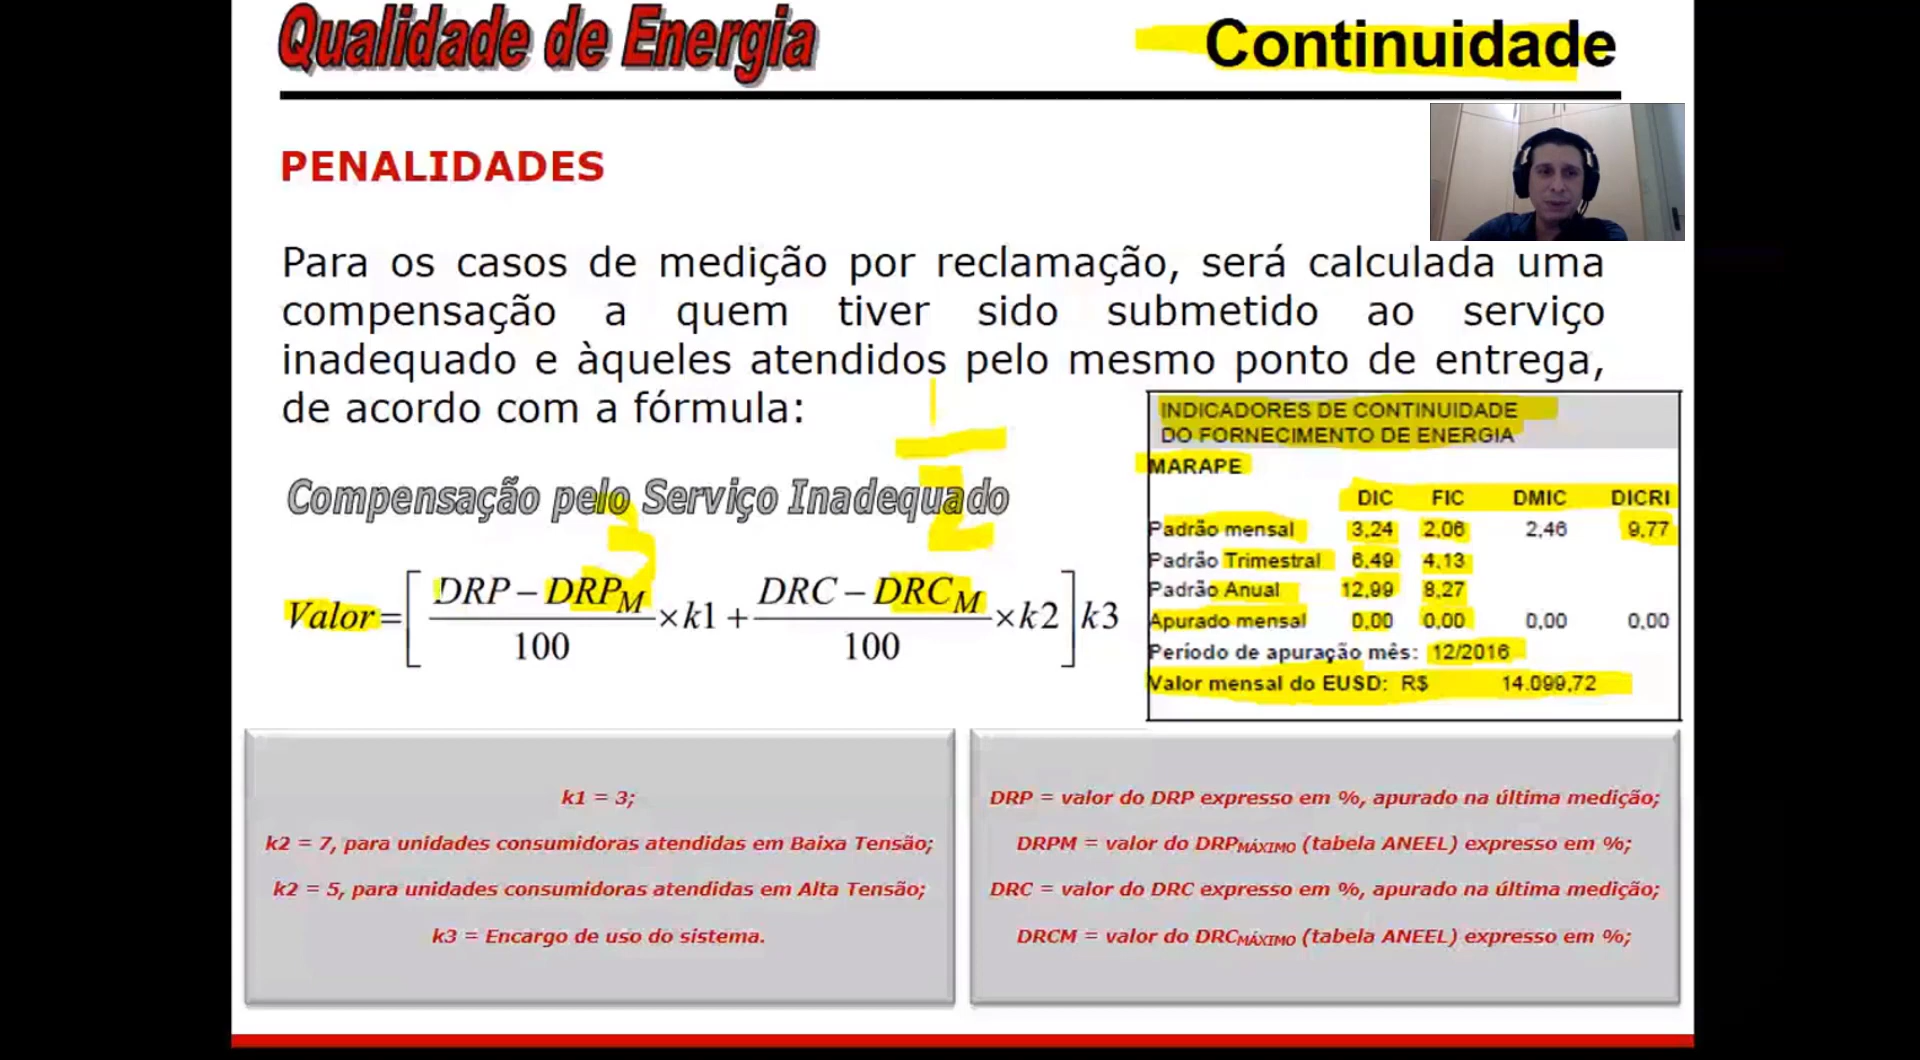 Qualidade de Energia
Continuidade
PENALIDADES
Para os casos de medição por reclamação, será calculada uma
compensação a quem tiver sido submetido ao serviço
inadequado e àqueles atendidos pelo mesmo ponto de entrega,
de acordo com a fórmula:
1
3
Compensação pelo Serviço Inadequado
Valor = [ (DRP − DRP_M)/100 × k1 + (DRC − DRC_M)/100 × k2 ] k3
INDICADORES DE CONTINUIDADE
DO FORNECIMENTO DE ENERGIA
MARAPE
DIC FIC DMIC DICRI
Padrão mensal 3,24 2,06 2,46 9,77
Padrão Trimestral 6,49 4,13
Padrão Anual 12,99 8,27
Apurado mensal 0,00 0,00 0,00 0,00
Período de apuração mês: 12/2016
Valor mensal do EUSD: R$ 14.099,72
k1 = 3;
k2 = 7, para unidades consumidoras atendidas em Baixa Tensão;
k2 = 5, para unidades consumidoras atendidas em Alta Tensão;
k3 = Encargo de uso do sistema.
DRP = valor do DRP expresso em %, apurado na última medição;
DRPM = valor do DRPMÁXIMO (tabela ANEEL) expresso em %;
DRC = valor do DRC expresso em %, apurado na última medição;
DRCM = valor do DRCMÁXIMO (tabela ANEEL) expresso em %;